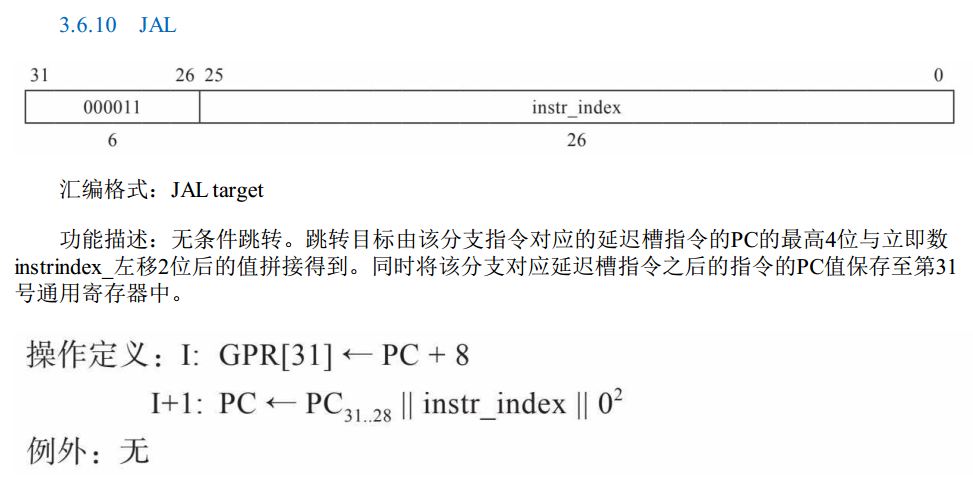 3.6.10 JAL
31 26 25 0
000011 instr_index
6 26
汇编格式：JAL target
功能描述：无条件跳转。跳转目标由该分支指令对应的延迟槽指令的PC的最高4位与立即数
instrindex_左移2位后的值拼接得到。同时将该分支对应延迟槽指令之后的指令的PC值保存至第31
号通用寄存器中。
操作定义：I: GPR[31] ← PC + 8
I+1: PC ← PC₃₁..₂₈ || instr_index || 0²
例外：无